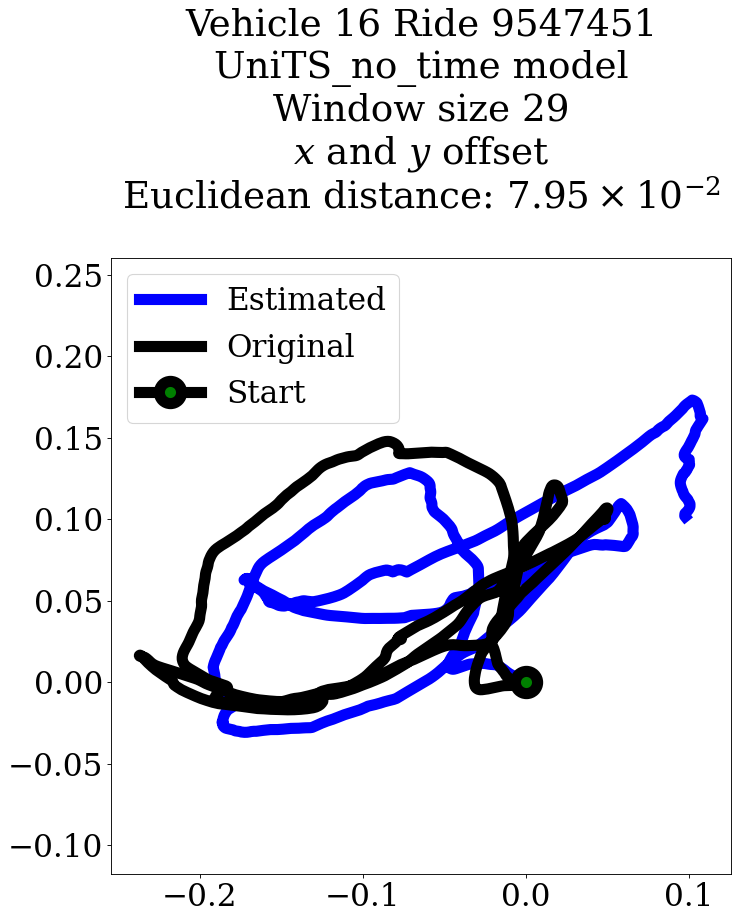 Vehicle 16 Ride 9547451
UniTS_no_time model
Window size 29
x and y offset
Euclidean distance: 7.95 × 10⁻²
0.25
0.20
0.15
0.10
0.05
0.00
−0.05
−0.10
Estimated
Original
Start
−0.2
−0.1
0.0
0.1